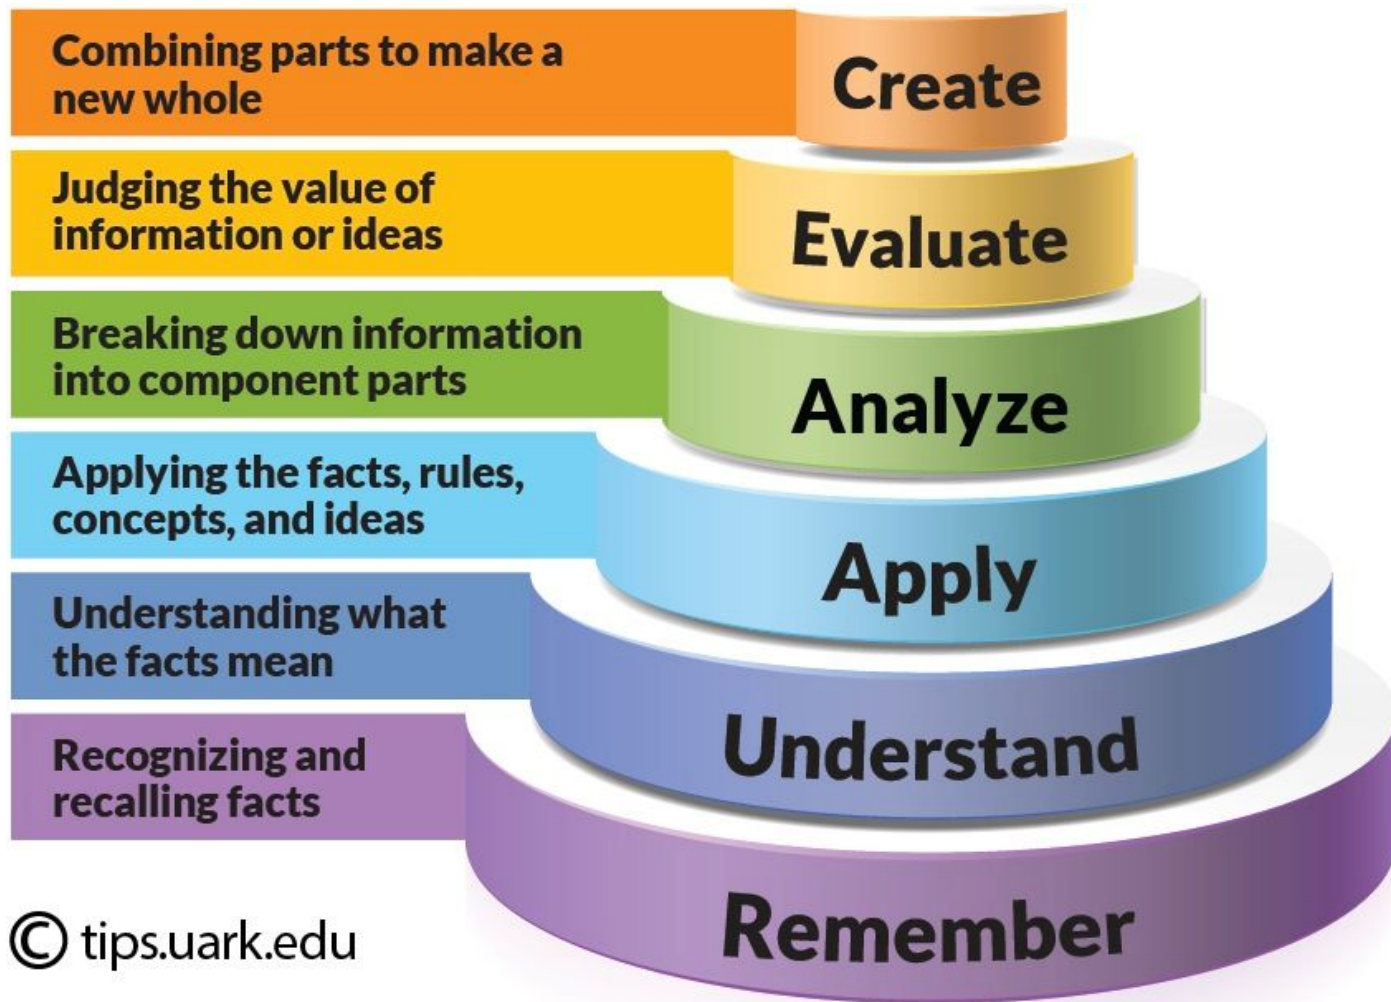 Combining parts to make a
new whole
Create
Judging the value of
information or ideas
Evaluate
Breaking down information
into component parts
Analyze
Applying the facts, rules,
concepts, and ideas
Apply
Understanding what
the facts mean
Understand
Recognizing and
recalling facts
Remember
© tips.uark.edu